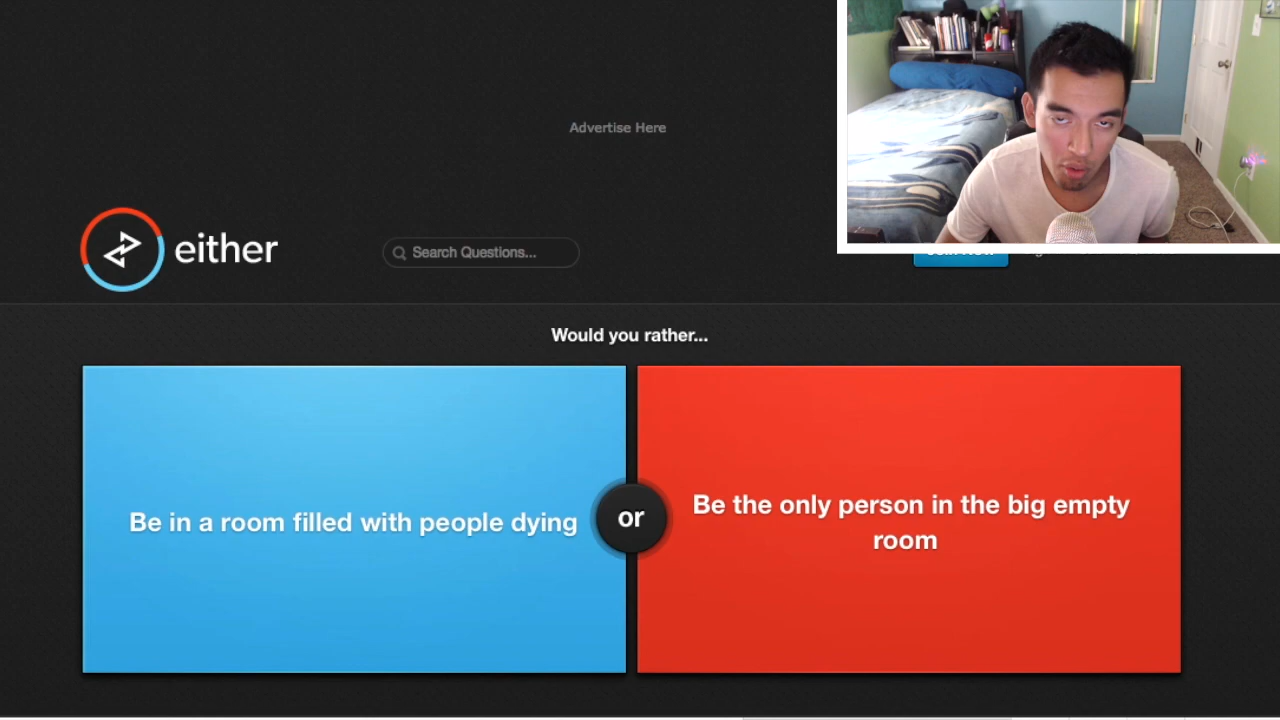 Advertise Here
either
Search Questions...
Would you rather...
Be in a room filled with people dying
or
Be the only person in the big empty
room